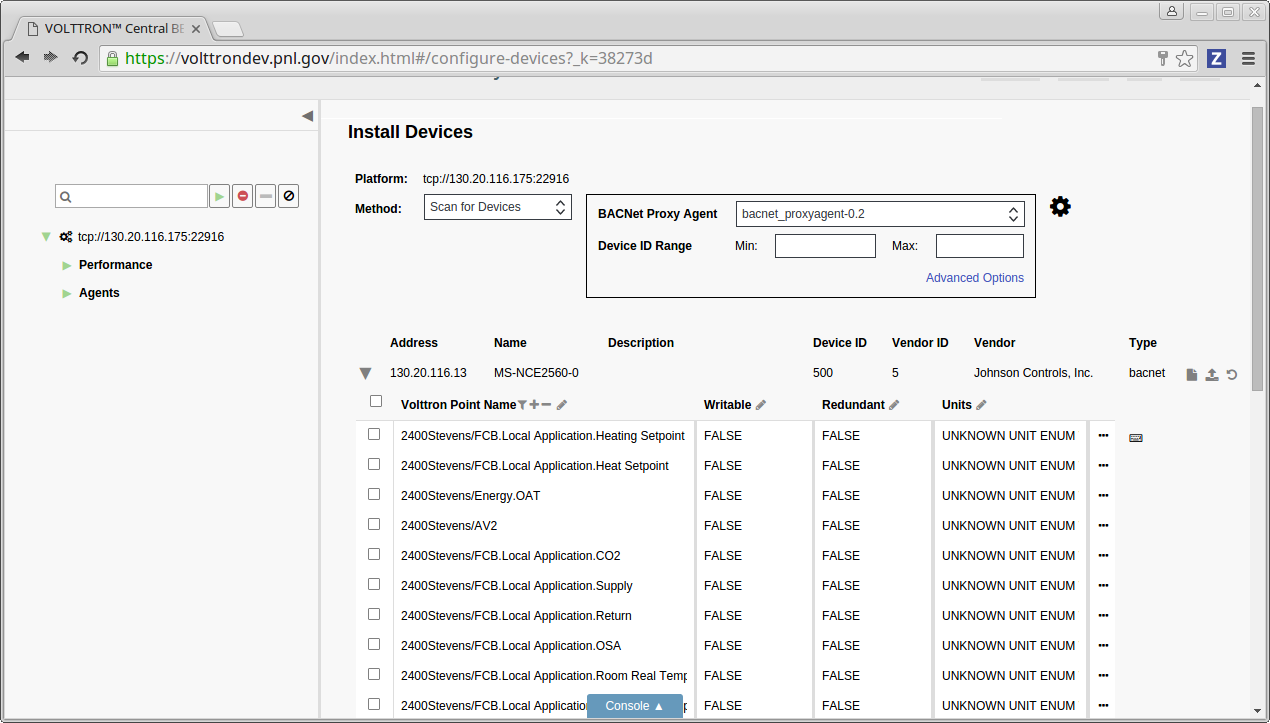 VOLTTRON™ Central BE
https://volttrondev.pnl.gov/index.html#/configure-devices?_k=38273d
Z
Install Devices
Platform: tcp://130.20.116.175:22916
Method: Scan for Devices
BACNet Proxy Agent bacnet_proxyagent-0.2
Device ID Range Min: Max:
Advanced Options
tcp://130.20.116.175:22916
Performance
Agents
Address Name Description Device ID Vendor ID Vendor Type
130.20.116.13 MS-NCE2560-0 500 5 Johnson Controls, Inc. bacnet
Volttron Point Name Writable Redundant Units
2400Stevens/FCB.Local Application.Heating Setpoint FALSE FALSE UNKNOWN UNIT ENUM
2400Stevens/FCB.Local Application.Heat Setpoint FALSE FALSE UNKNOWN UNIT ENUM
2400Stevens/Energy.OAT FALSE FALSE UNKNOWN UNIT ENUM
2400Stevens/AV2 FALSE FALSE UNKNOWN UNIT ENUM
2400Stevens/FCB.Local Application.CO2 FALSE FALSE UNKNOWN UNIT ENUM
2400Stevens/FCB.Local Application.Supply FALSE FALSE UNKNOWN UNIT ENUM
2400Stevens/FCB.Local Application.Return FALSE FALSE UNKNOWN UNIT ENUM
2400Stevens/FCB.Local Application.OSA FALSE FALSE UNKNOWN UNIT ENUM
2400Stevens/FCB.Local Application.Room Real Temp FALSE FALSE UNKNOWN UNIT ENUM
2400Stevens/FCB.Local Application FALSE FALSE UNKNOWN UNIT ENUM
Console ▲